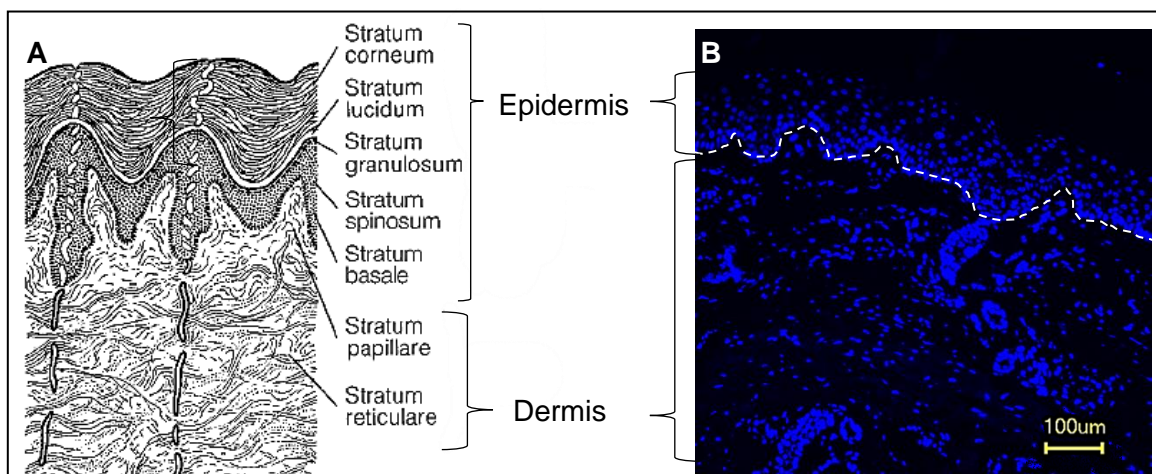 A
Stratum
corneum
Stratum
lucidum
Stratum
granulosum
Stratum
spinosum
Stratum
basale
Stratum
papillare
Stratum
reticulare
Epidermis
Dermis
B
100um